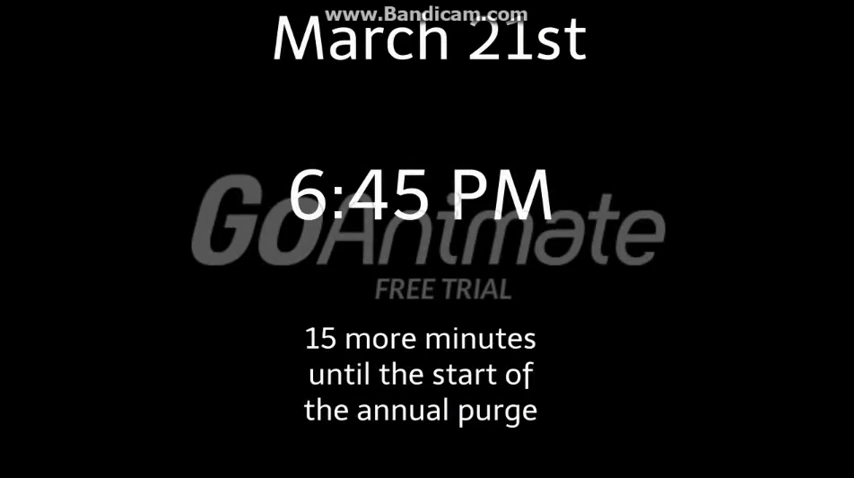 www.Bandicam.com
March 21st
6:45 PM
GoAnimate
FREE TRIAL
15 more minutes
until the start of
the annual purge